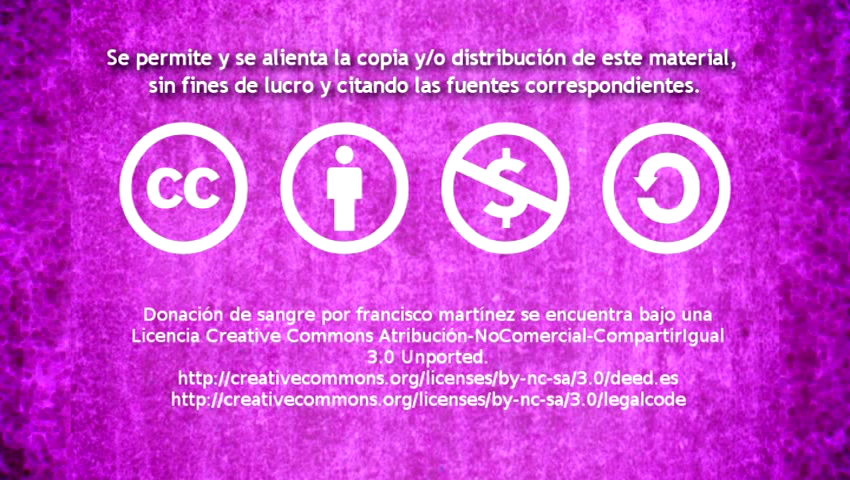 Se permite y se alienta la copia y/o distribución de este material,
sin fines de lucro y citando las fuentes correspondientes.
cc $
Donación de sangre por francisco martínez se encuentra bajo una
Licencia Creative Commons Atribución-NoComercial-CompartirIgual
3.0 Unported.
http://creativecommons.org/licenses/by-nc-sa/3.0/deed.es
http://creativecommons.org/licenses/by-nc-sa/3.0/legalcode